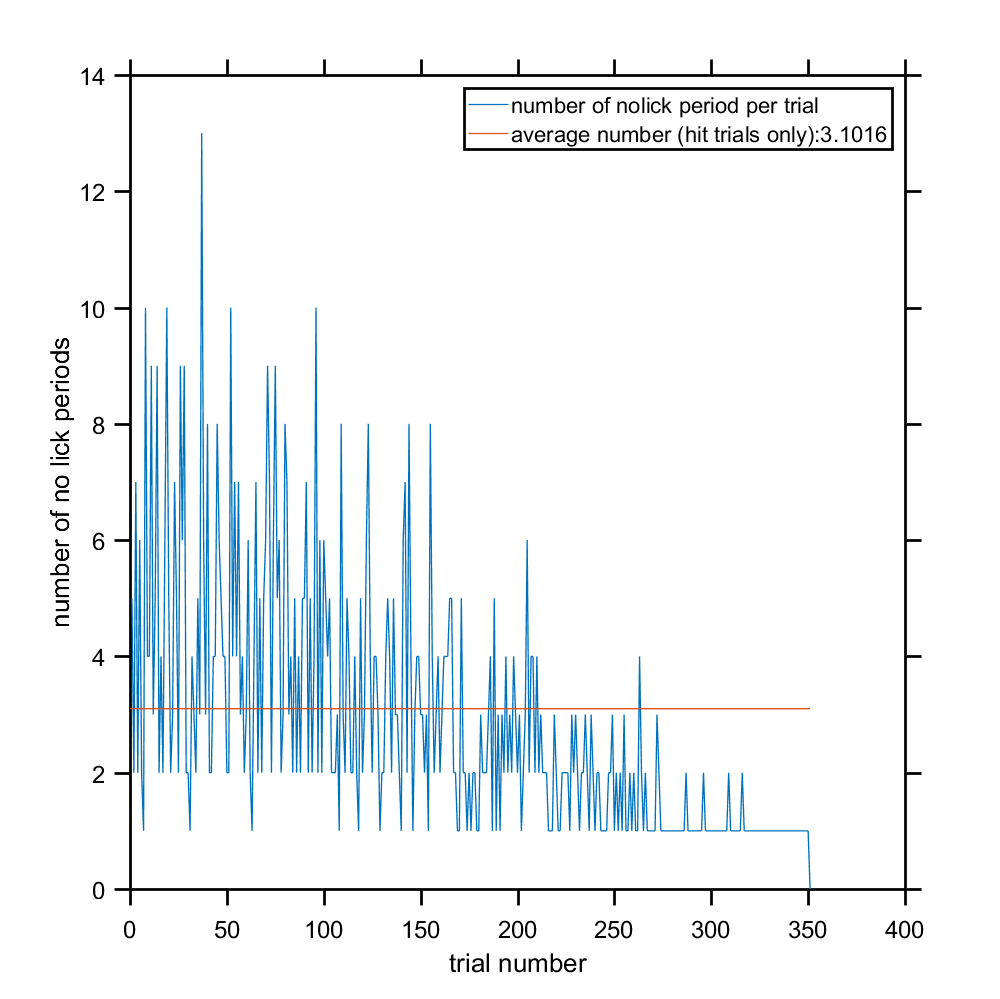 14
12
10
8
6
4
2
0
number of no lick periods
number of nolick period per trial
average number (hit trials only):3.1016
0 50 100 150 200 250 300 350 400
trial number